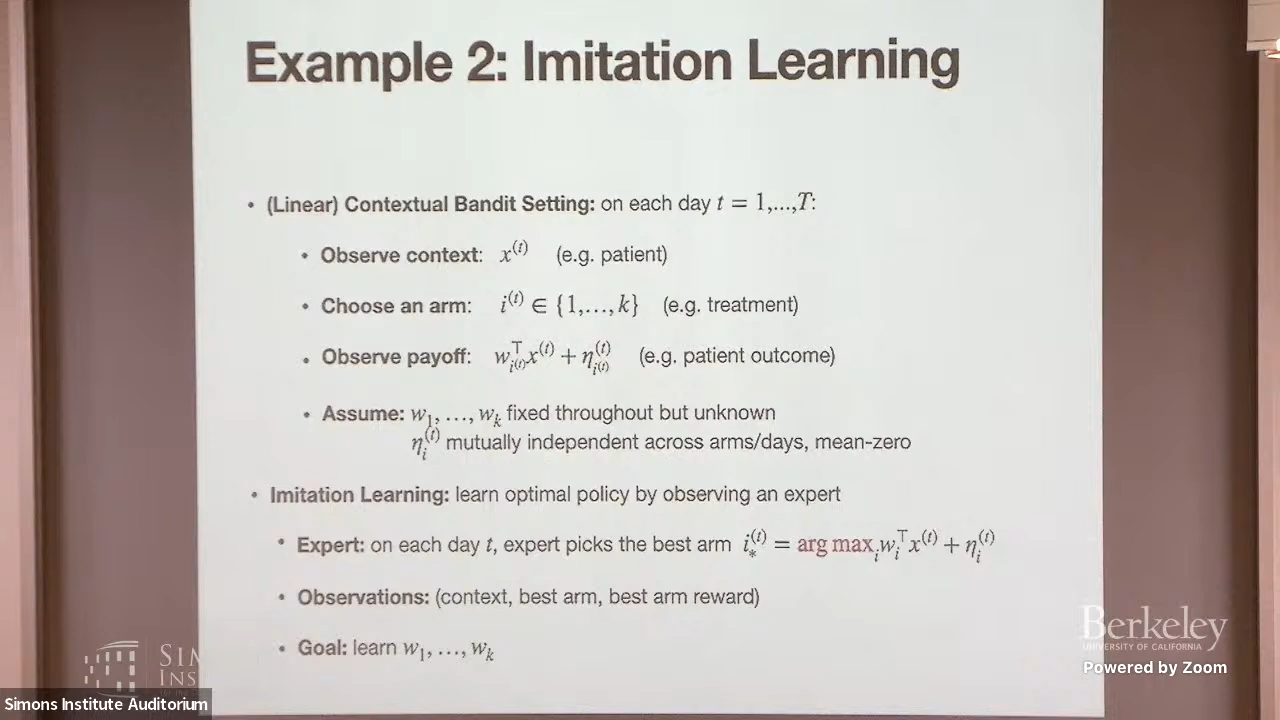 Example 2: Imitation Learning
• (Linear) Contextual Bandit Setting: on each day t = 1,...,T:
• Observe context: x^(t) (e.g. patient)
• Choose an arm: i^(t) ∈ {1,...,k} (e.g. treatment)
• Observe payoff: w_{i^(t)}^⊤ x^(t) + η_{i^(t)}^(t) (e.g. patient outcome)
• Assume: w_1, ..., w_k fixed throughout but unknown
η_i^(t) mutually independent across arms/days, mean-zero
• Imitation Learning: learn optimal policy by observing an expert
• Expert: on each day t, expert picks the best arm i_*^(t) = arg max_i w_i^⊤ x^(t) + η_i^(t)
• Observations: (context, best arm, best arm reward)
• Goal: learn w_1, ..., w_k
Berkeley
UNIVERSITY OF CALIFORNIA
Powered by Zoom
SIM
INS
Simons Institute Auditorium